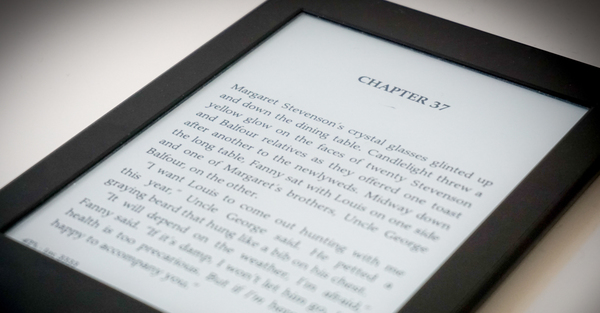 CHAPTER 37
Margaret Stevenson's crystal glasses glinted up
and down the dining table. Candlelight threw a
yellow glow on the faces of twenty Stevenson
and Balfour relatives as they offered one toast
after another to the newlyweds. Midway down
the long table, Fanny sat with Louis on one side
and one of Margaret's brothers, Uncle George
Balfour, on the other.
"I want Louis to come out hunting with me
this year," Uncle George said. He petted a
graying beard that hung like a bib on his chest.
"It will depend on the weather, I'm afraid,"
Fanny said. "If it's damp, I won't let him go.
health is too precarious. But if I'm
happy to accompany you."